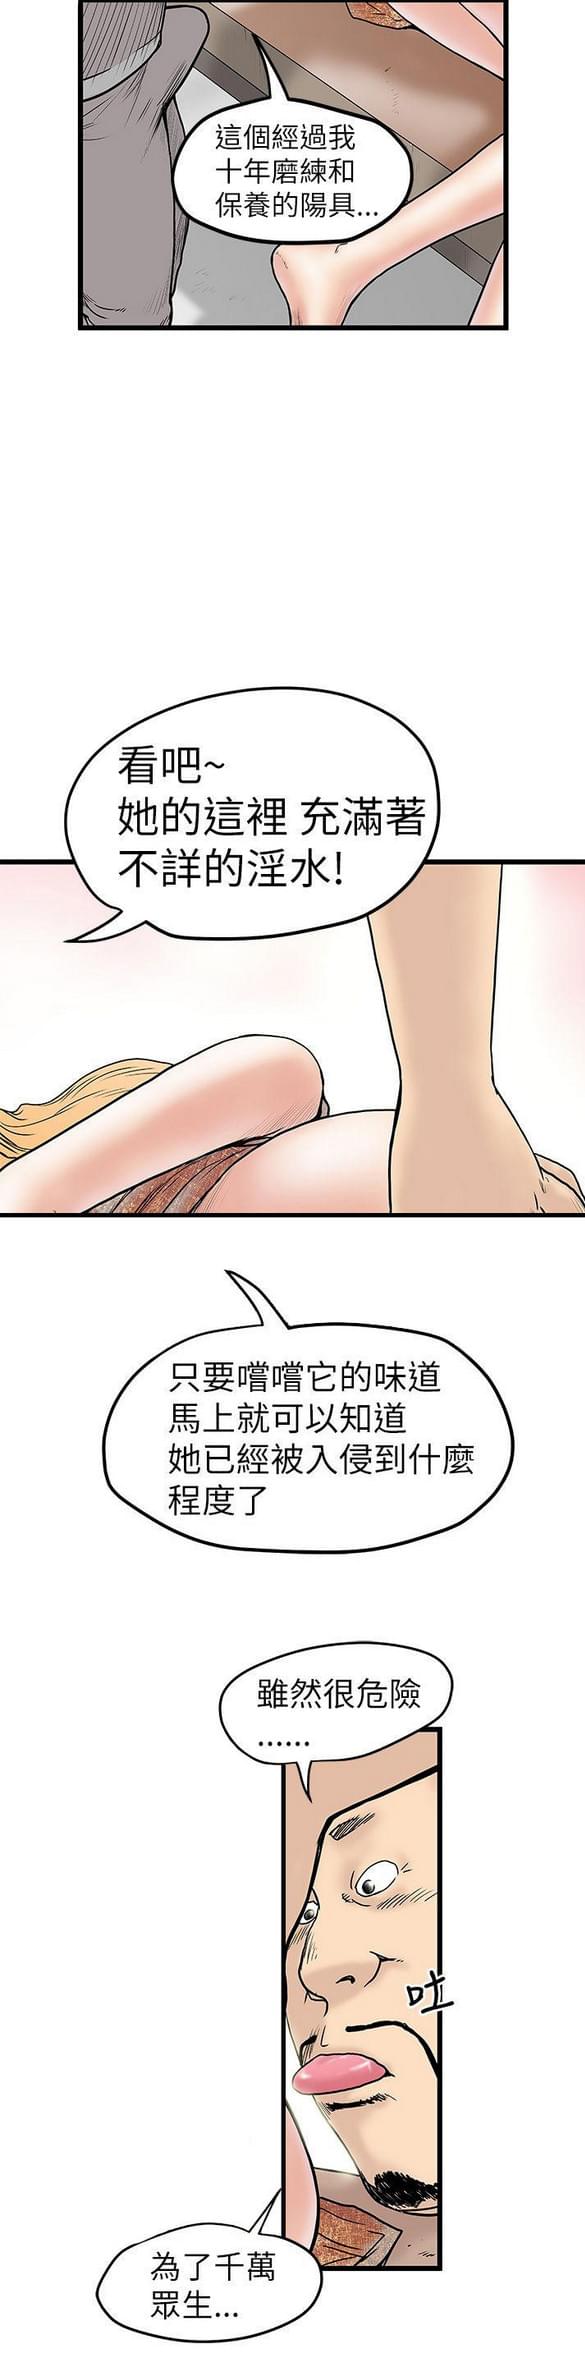 這個經過我
十年磨練和
保養的陽具...
看吧~
她的這裡 充滿著
不詳的淫水!
只要嚐嚐它的味道
馬上就可以知道
她已經被入侵到什麼
程度了
雖然很危險
......
吐
為了千萬
眾生...